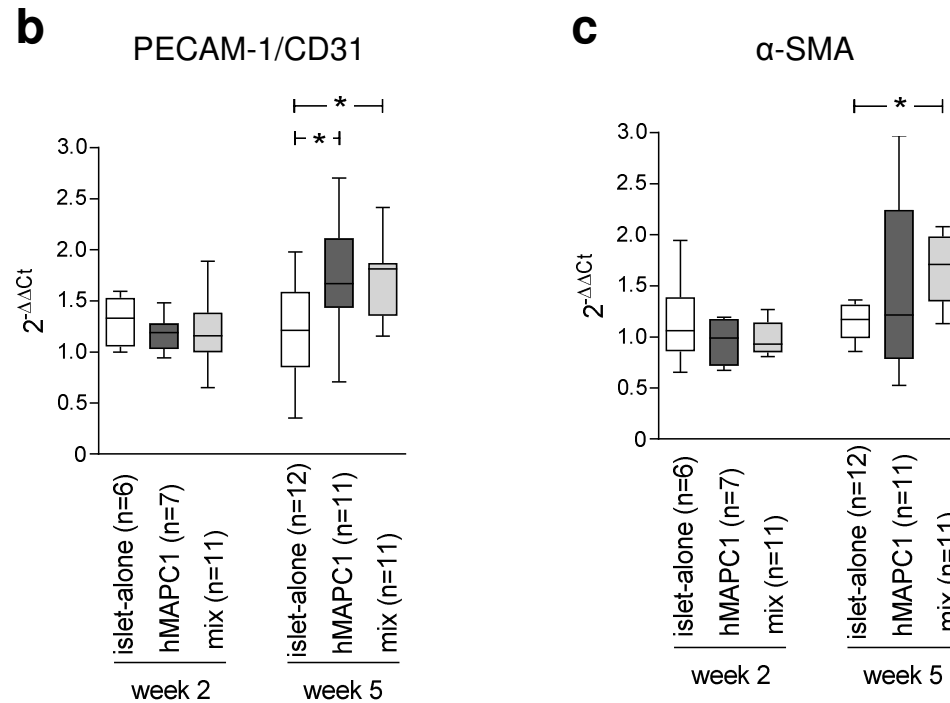 b
PECAM-1/CD31
*
*
3.0
2.5
2.0
1.5
1.0
0.5
0
2^-ΔΔCt
islet-alone (n=6)
hMAPC1 (n=7)
mix (n=11)
islet-alone (n=12)
hMAPC1 (n=11)
mix (n=11)
week 2
week 5
c
α-SMA
*
3.0
2.5
2.0
1.5
1.0
0.5
0
2^-ΔΔCt
islet-alone (n=6)
hMAPC1 (n=7)
mix (n=11)
islet-alone (n=12)
hMAPC1 (n=11)
mix (n=11)
week 2
week 5